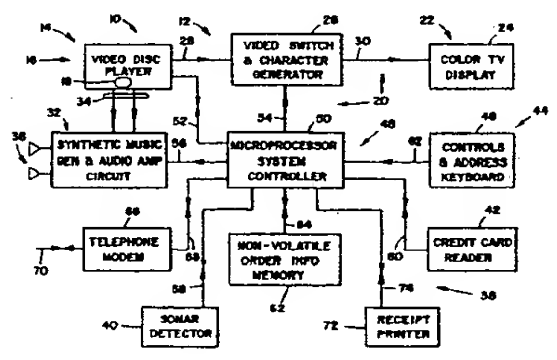 10
12
26
14
22
28
30
24
16
VIDEO DISC
PLAYER
VIDEO SWITCH
& CHARACTER
GENERATOR
COLOR TV
DISPLAY
18
34
32
52
54
20
50
48
46
44
36
SYNTHETIC MUSIC
GEN & AUDIO AMP
CIRCUIT
56
MICROPROCESSOR
SYSTEM
CONTROLLER
62
CONTROLS
& ADDRESS
KEYBOARD
66
64
42
TELEPHONE
MODEM
68
NON-VOLATILE
ORDER INFO
MEMORY
60
CREDIT CARD
READER
70
58
62
74
38
40
SONAR
DETECTOR
72
RECEIPT
PRINTER